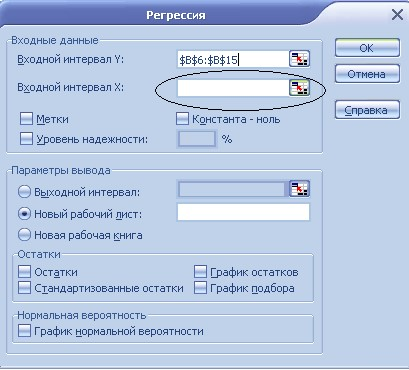 Регрессия
Входные данные
Входной интервал Y: $B$6:$B$15
Входной интервал X:
Метки Константа - ноль
Уровень надежности: %
OK
Отмена
Справка
Параметры вывода
Выходной интервал:
Новый рабочий лист:
Новая рабочая книга
Остатки
Остатки График остатков
Стандартизованные остатки График подбора
Нормальная вероятность
График нормальной вероятности